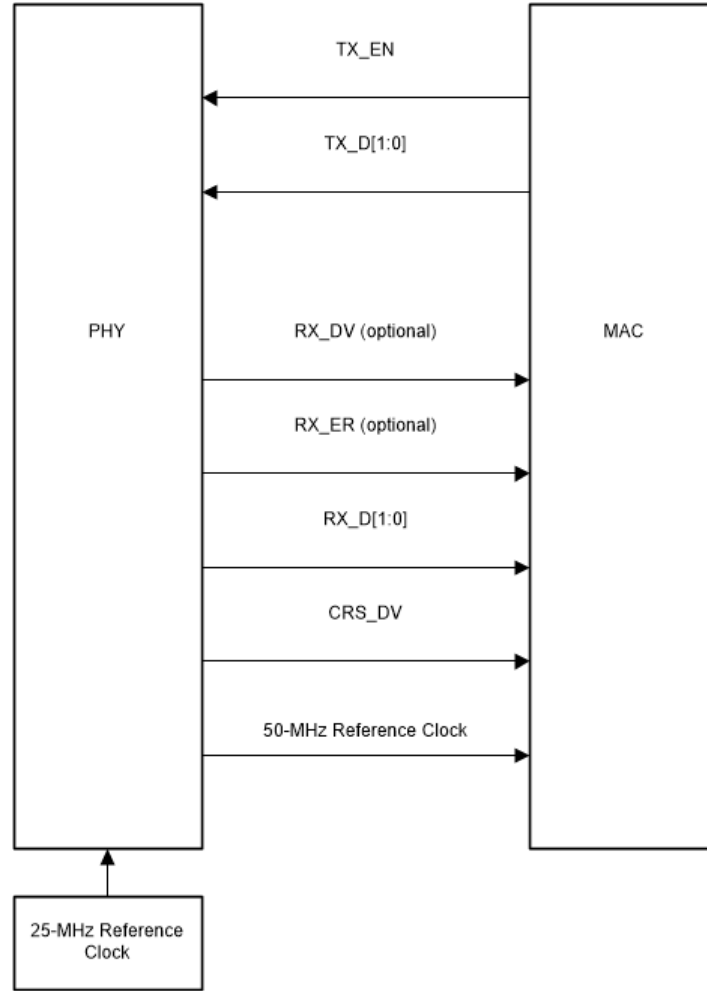 TX_EN
TX_D[1:0]
PHY
RX_DV (optional)
MAC
RX_ER (optional)
RX_D[1:0]
CRS_DV
50-MHz Reference Clock
25-MHz Reference
Clock